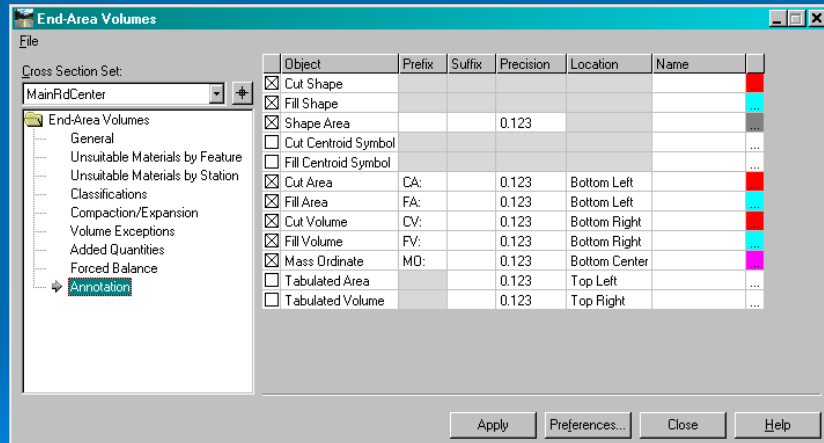 End-Area Volumes
File
Cross Section Set:
MainRdCenter
End-Area Volumes
General
Unsuitable Materials by Feature
Unsuitable Materials by Station
Classifications
Compaction/Expansion
Volume Exceptions
Added Quantities
Forced Balance
Annotation
Object Prefix Suffix Precision Location Name
Cut Shape ...
Fill Shape ...
Shape Area 0.123 ...
Cut Centroid Symbol ...
Fill Centroid Symbol ...
Cut Area CA: 0.123 Bottom Left ...
Fill Area FA: 0.123 Bottom Left ...
Cut Volume CV: 0.123 Bottom Right ...
Fill Volume FV: 0.123 Bottom Right ...
Mass Ordinate MO: 0.123 Bottom Center ...
Tabulated Area 0.123 Top Left ...
Tabulated Volume 0.123 Top Right ...
Apply Preferences... Close Help